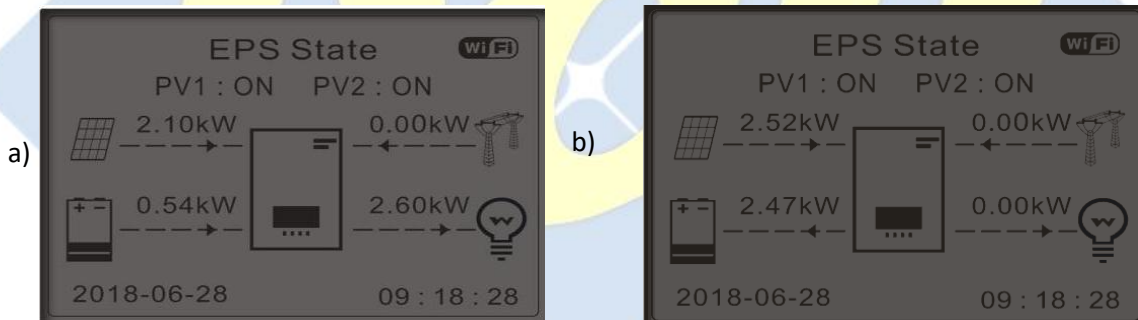 a)
EPS State WiFi
PV1 : ON PV2 : ON
2.10kW 0.00kW
0.54kW 2.60kW
2018-06-28 09 : 18 : 28
b)
EPS State WiFi
PV1 : ON PV2 : ON
2.52kW 0.00kW
2.47kW 0.00kW
2018-06-28 09 : 18 : 28